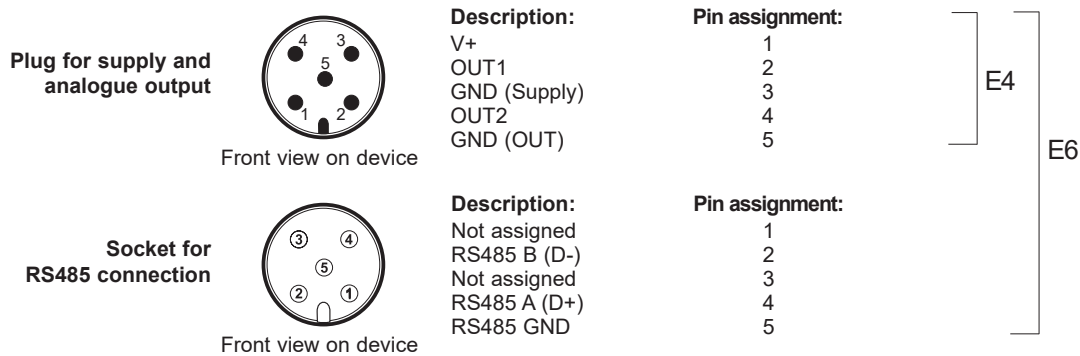 Plug for supply and
analogue output
4 3
5
1 2
Front view on device
Description: Pin assignment:
V+ 1
OUT1 2
GND (Supply) 3
OUT2 4
GND (OUT) 5
E4
E6
Socket for
RS485 connection
3 4
5
2 1
Front view on device
Description: Pin assignment:
Not assigned 1
RS485 B (D-) 2
Not assigned 3
RS485 A (D+) 4
RS485 GND 5